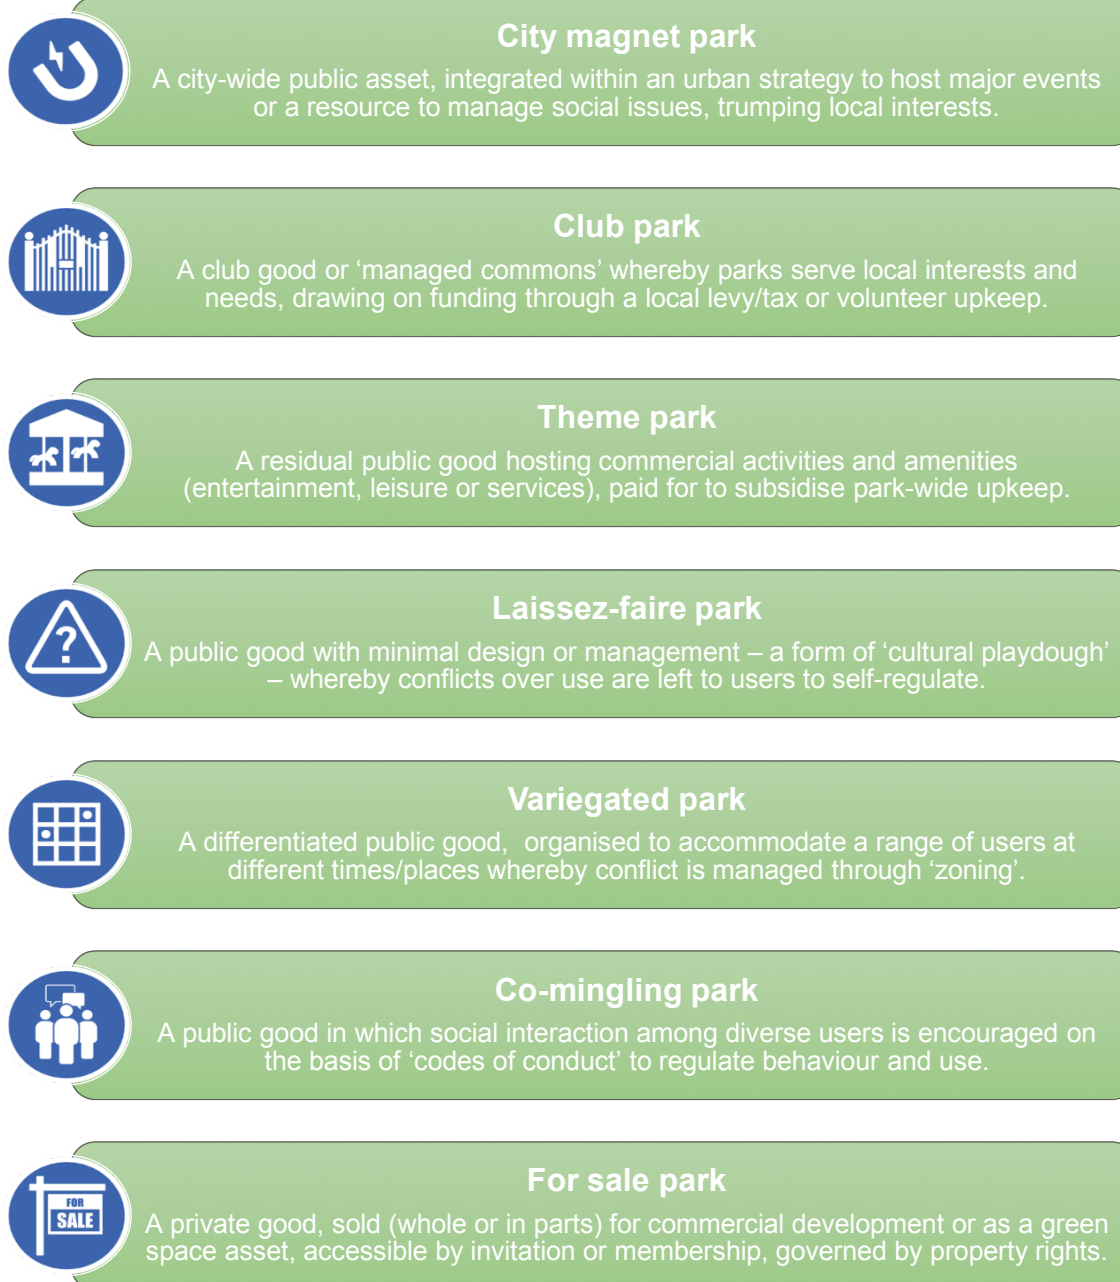 City magnet park
A city-wide public asset, integrated within an urban strategy to host major events
or a resource to manage social issues, trumping local interests.
Club park
A club good or ‘managed commons’ whereby parks serve local interests and
needs, drawing on funding through a local levy/tax or volunteer upkeep.
Theme park
A residual public good hosting commercial activities and amenities
(entertainment, leisure or services), paid for to subsidise park-wide upkeep.
?
Laissez-faire park
A public good with minimal design or management – a form of ‘cultural playdough’
– whereby conflicts over use are left to users to self-regulate.
Variegated park
A differentiated public good,  organised to accommodate a range of users at
different times/places whereby conflict is managed through ‘zoning’.
Co-mingling park
A public good in which social interaction among diverse users is encouraged on
the basis of ‘codes of conduct’ to regulate behaviour and use.
FOR
SALE
For sale park
A private good, sold (whole or in parts) for commercial development or as a green
space asset, accessible by invitation or membership, governed by property rights.